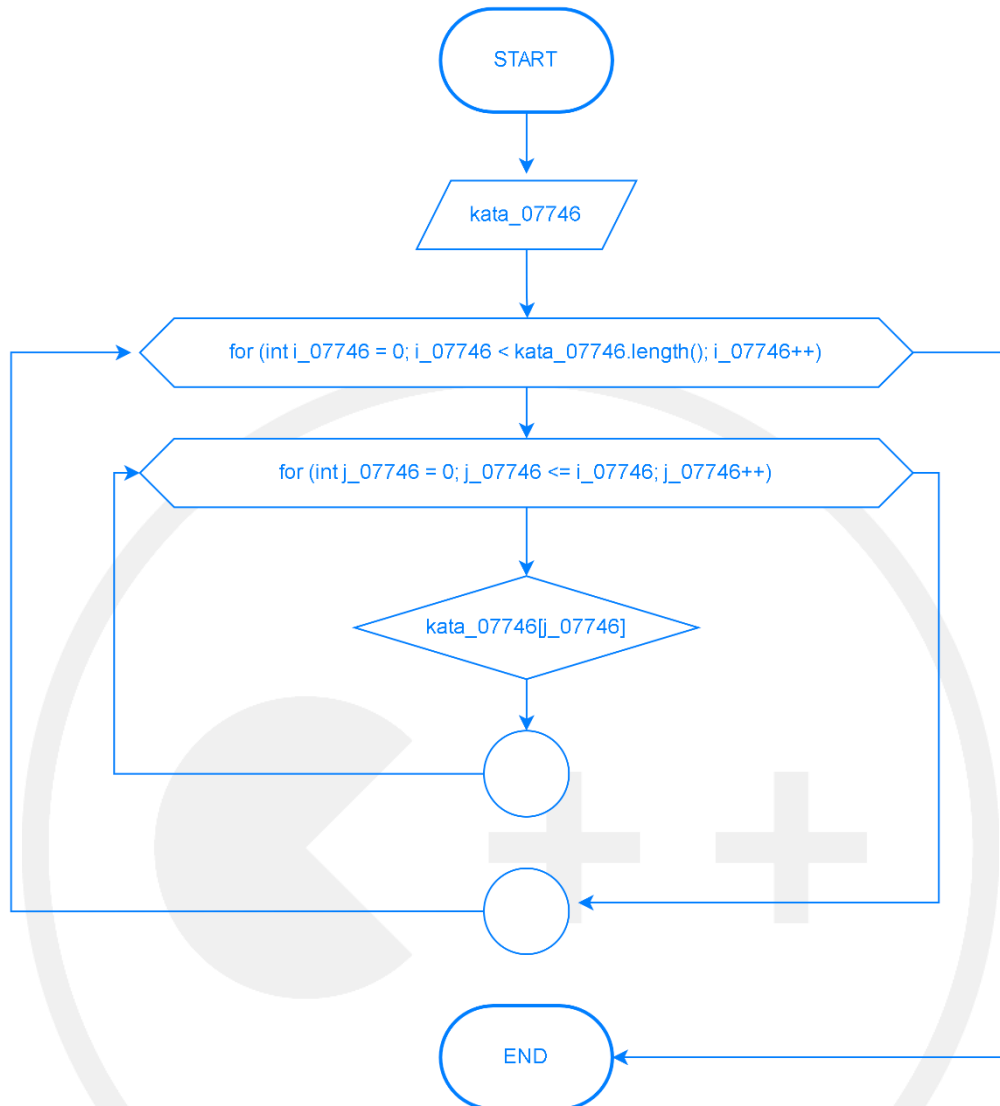 START
kata_07746
for (int i_07746 = 0; i_07746 < kata_07746.length(); i_07746++)
for (int j_07746 = 0; j_07746 <= i_07746; j_07746++)
kata_07746[j_07746]
END
C++